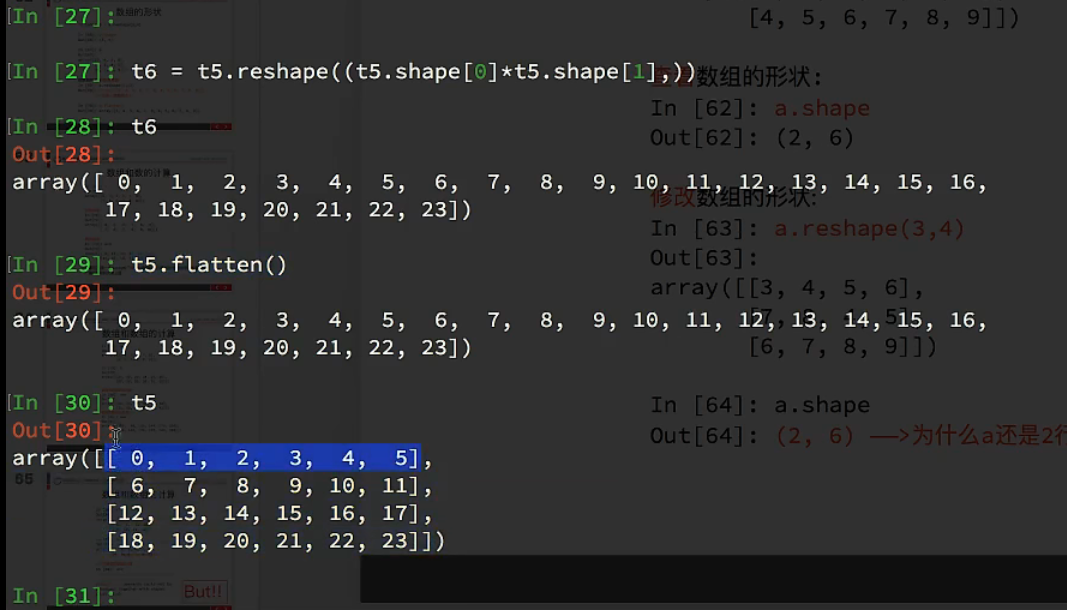 In [27]:
In [27]: t6 = t5.reshape((t5.shape[0]*t5.shape[1],))
In [28]: t6
Out[28]:
array([ 0, 1, 2, 3, 4, 5, 6, 7, 8, 9, 10, 11, 12, 13, 14, 15, 16,
17, 18, 19, 20, 21, 22, 23])
In [29]: t5.flatten()
Out[29]:
array([ 0, 1, 2, 3, 4, 5, 6, 7, 8, 9, 10, 11, 12, 13, 14, 15, 16,
17, 18, 19, 20, 21, 22, 23])
In [30]: t5
Out[30]:
array([[ 0, 1, 2, 3, 4, 5],
[ 6, 7, 8, 9, 10, 11],
[12, 13, 14, 15, 16, 17],
[18, 19, 20, 21, 22, 23]])
In [31]:
[4, 5, 6, 7, 8, 9]])
查看数组的形状:
In [62]: a.shape
Out[62]: (2, 6)
修改数组的形状:
In [63]: a.reshape(3,4)
Out[63]:
array([[3, 4, 5, 6],
[6, 7, 8, 9]])
In [64]: a.shape
Out[64]: (2, 6) —>为什么a还是2行
65
But!!